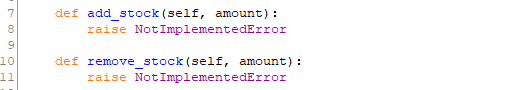 7 def add_stock(self, amount):
8 raise NotImplementedError
9
10 def remove_stock(self, amount):
11 raise NotImplementedError